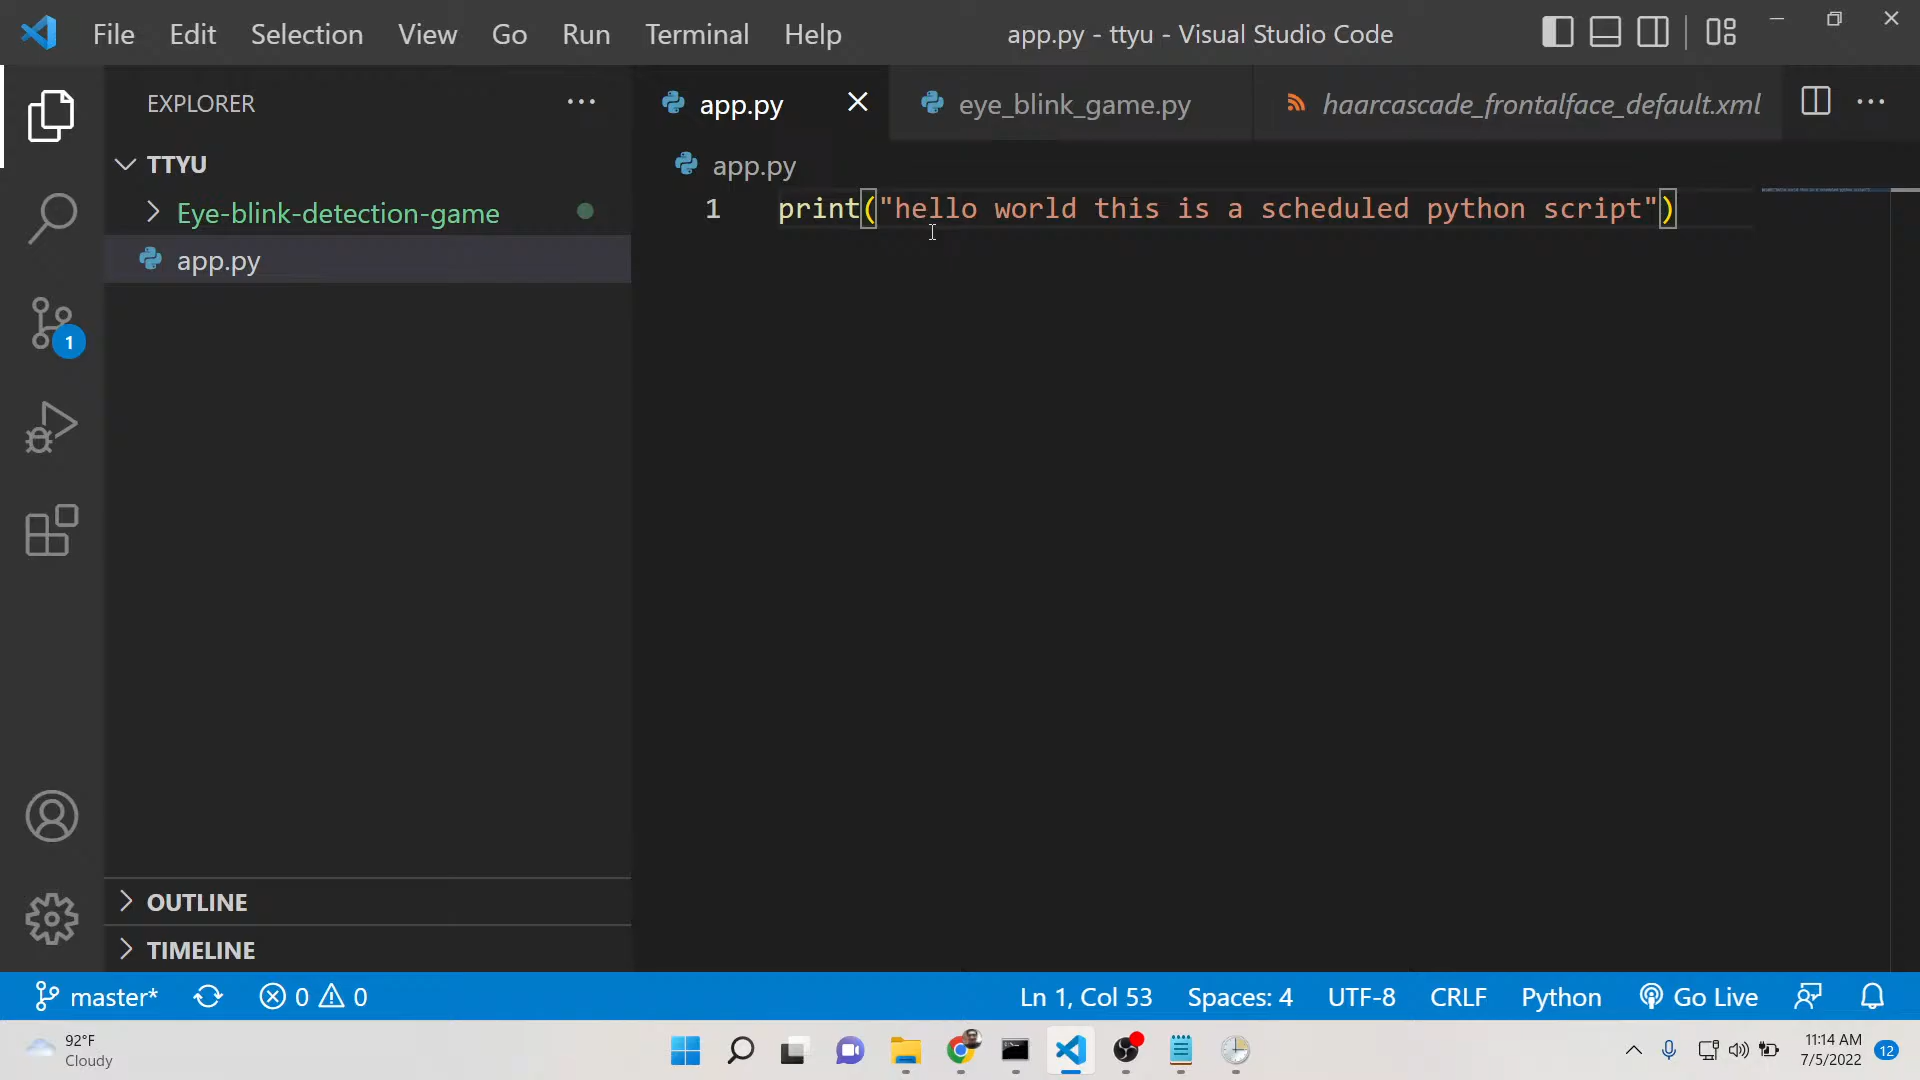 File Edit Selection View Go Run Terminal Help app.py - ttyu - Visual Studio Code
EXPLORER
app.py eye_blink_game.py haarcascade_frontalface_default.xml
TTYU
app.py
Eye-blink-detection-game
1 print("hello world this is a scheduled python script")
app.py
1
OUTLINE
TIMELINE
master* 0 0 Ln 1, Col 53 Spaces: 4 UTF-8 CRLF Python Go Live
92°F
Cloudy
11:14 AM
7/5/2022
12